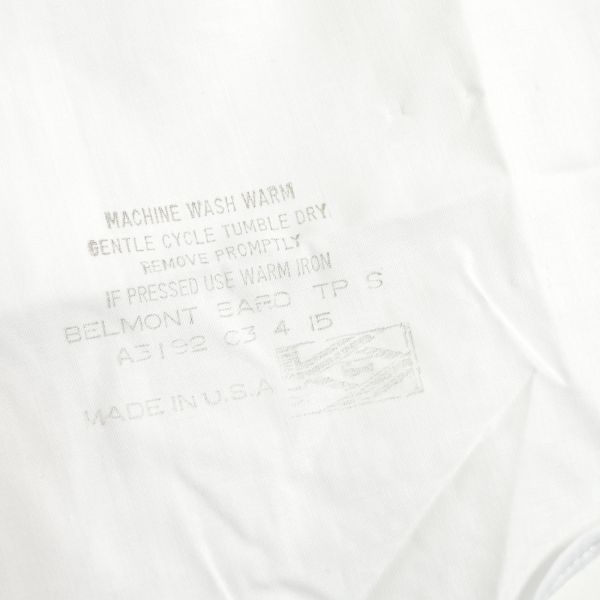 MACHINE WASH WARM
GENTLE CYCLE TUMBLE DRY
REMOVE PROMPTLY
IF PRESSED USE WARM IRON
BELMONT BARD TP S
A3192 C3 4 15
MADE IN U.S.A